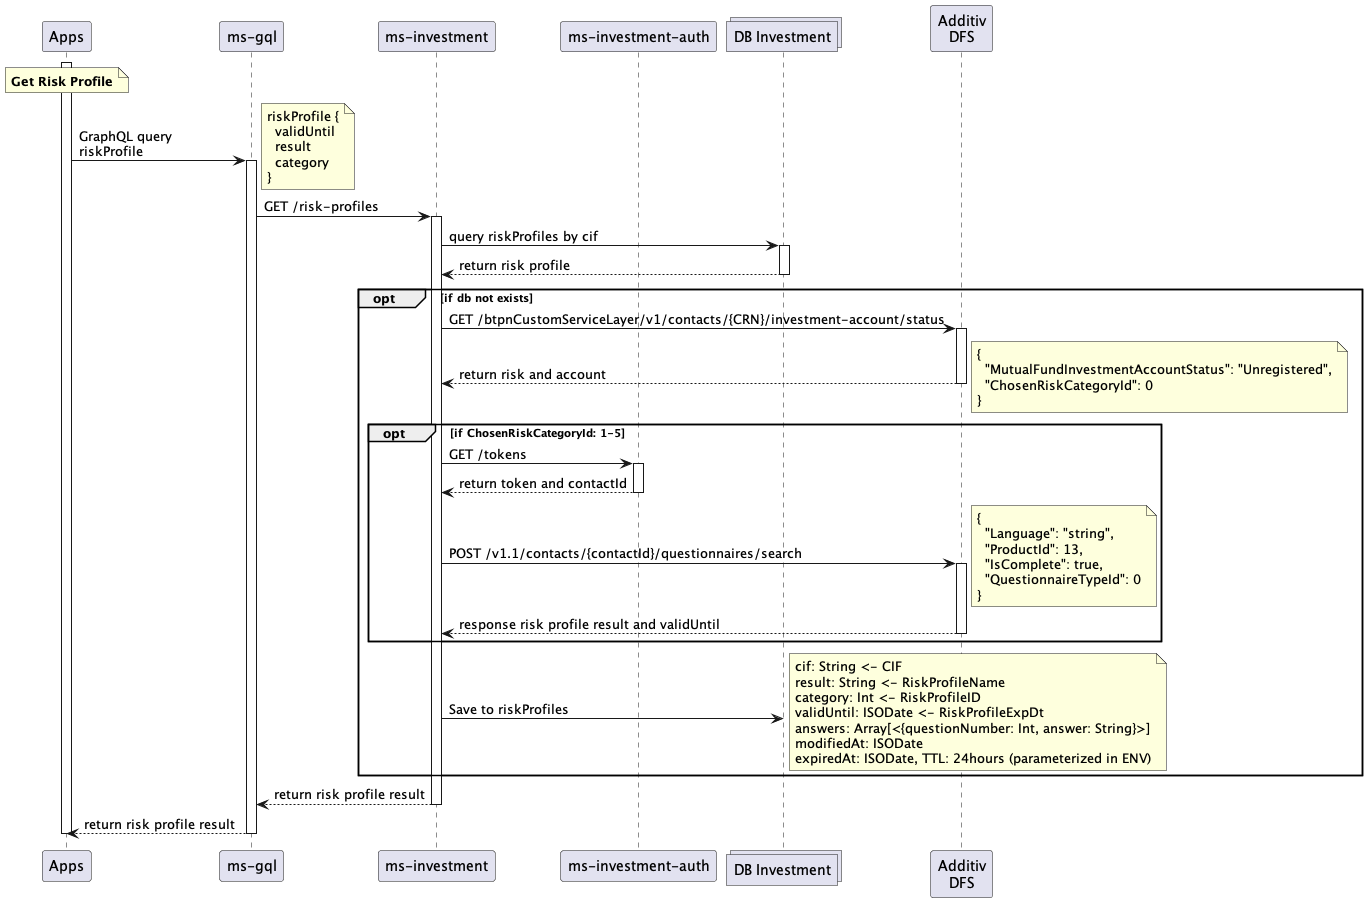 Apps
ms-gql
ms-investment
ms-investment-auth
DB Investment
Additiv
DFS
Get Risk Profile
riskProfile {
validUntil
result
category
}
GraphQL query
riskProfile
GET /risk-profiles
query riskProfiles by cif
return risk profile
opt
[if db not exists]
GET /btpnCustomServiceLayer/v1/contacts/{CRN}/investment-account/status
{
"MutualFundInvestmentAccountStatus": "Unregistered",
"ChosenRiskCategoryId": 0
}
return risk and account
opt
[if ChosenRiskCategoryId: 1-5]
GET /tokens
return token and contactId
{
"Language": "string",
"ProductId": 13,
"IsComplete": true,
"QuestionnaireTypeId": 0
}
POST /v1.1/contacts/{contactId}/questionnaires/search
response risk profile result and validUntil
cif: String <- CIF
result: String <- RiskProfileName
category: Int <- RiskProfileID
validUntil: ISODate <- RiskProfileExpDt
answers: Array[<{questionNumber: Int, answer: String}>]
modifiedAt: ISODate
expiredAt: ISODate, TTL: 24hours (parameterized in ENV)
Save to riskProfiles
return risk profile result
return risk profile result
Apps
ms-gql
ms-investment
ms-investment-auth
DB Investment
Additiv
DFS